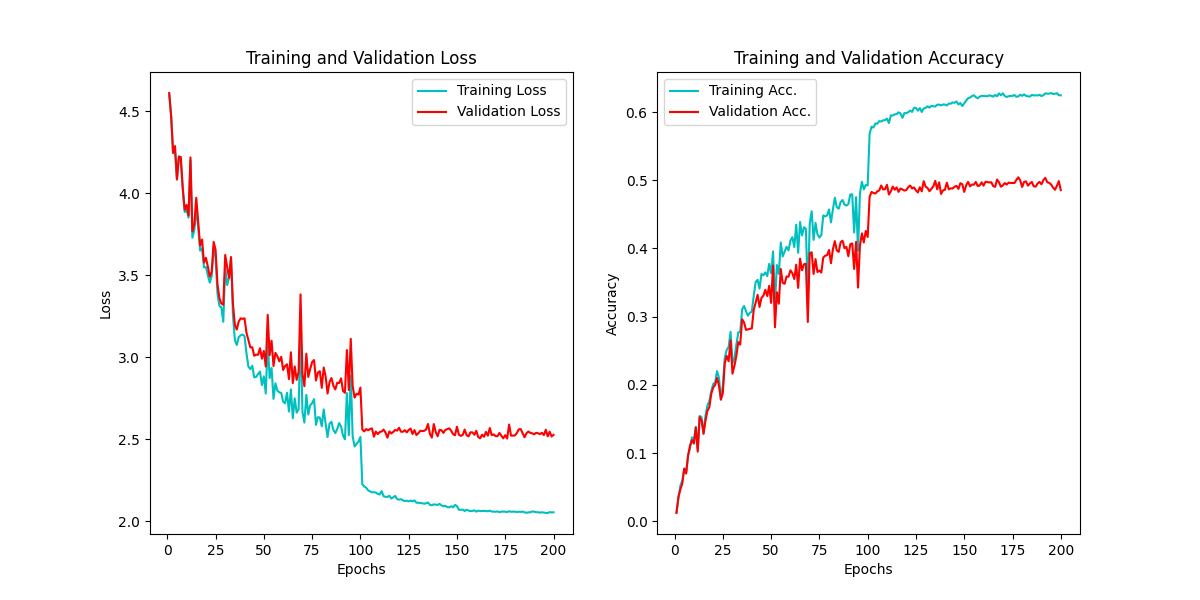 Training and Validation Loss
Training Loss
Validation Loss
4.5
4.0
3.5
3.0
2.5
2.0
Loss
0 25 50 75 100 125 150 175 200
Epochs
Training and Validation Accuracy
Training Acc.
Validation Acc.
0.6
0.5
0.4
0.3
0.2
0.1
0.0
Accuracy
0 25 50 75 100 125 150 175 200
Epochs